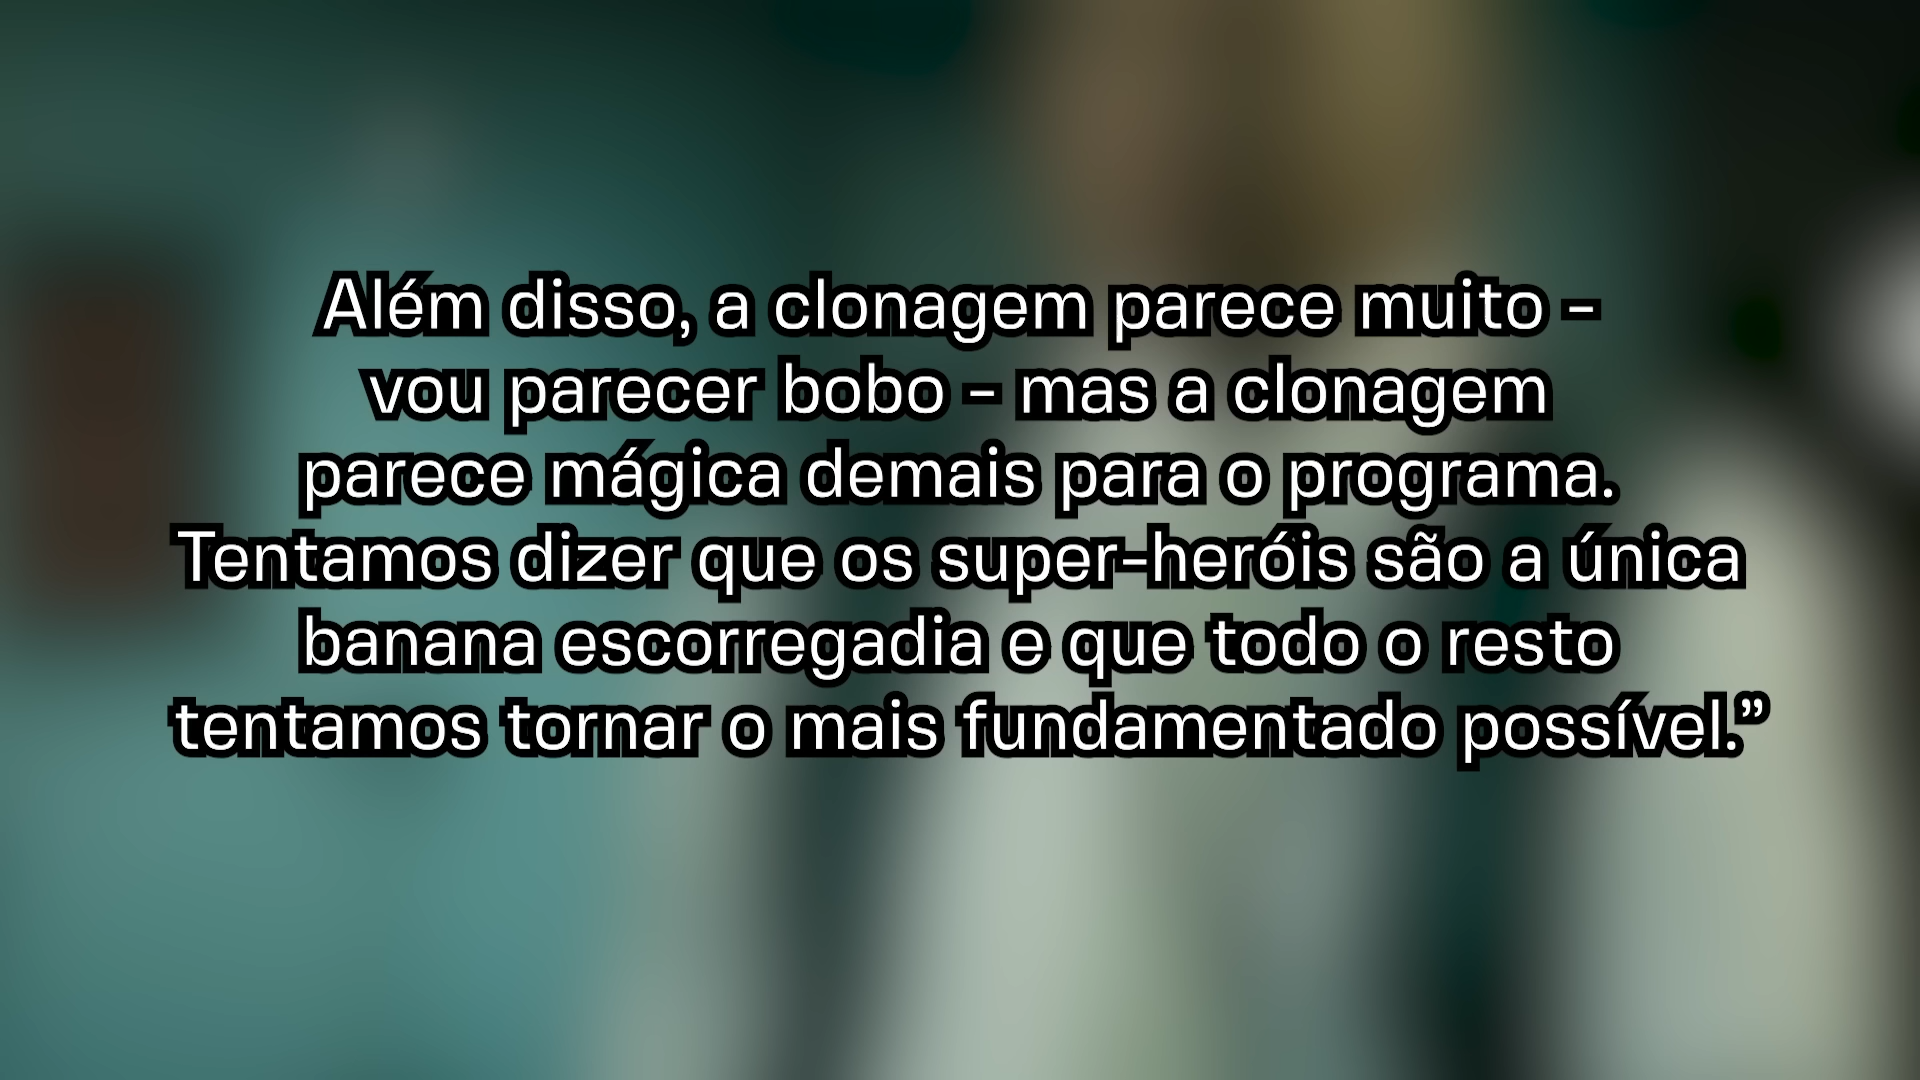 Além disso, a clonagem parece muito -
vou parecer bobo - mas a clonagem
parece mágica demais para o programa.
Tentamos dizer que os super-heróis são a única
banana escorregadia e que todo o resto
tentamos tornar o mais fundamentado possível.”